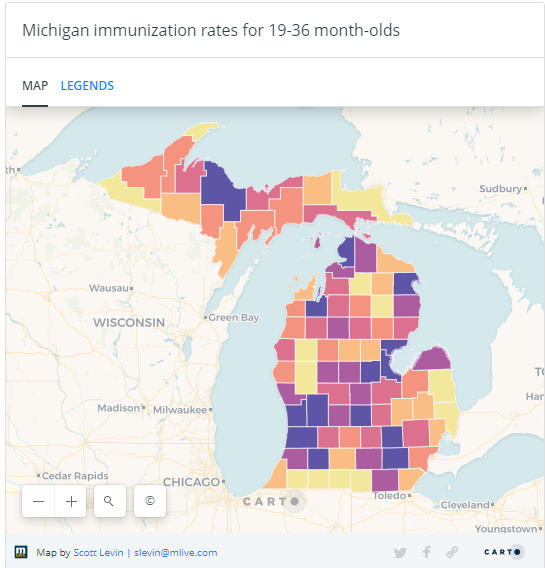 Michigan immunization rates for 19-36 month-olds
MAP LEGENDS
Sudbury
Wausau
WISCONSIN
Green Bay
Madison
Milwaukee
Cedar Rapids
CHICAGO
CARTO
Toledo
Cleveland
Youngstown
Map by Scott Levin | slevin@mlive.com
CARTO